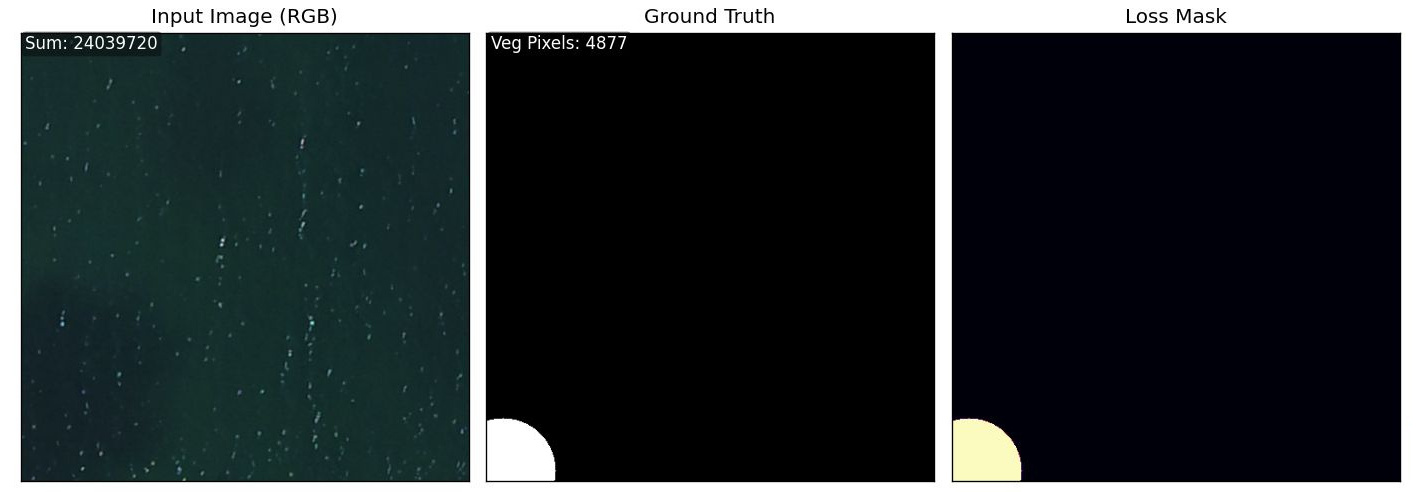 Input Image (RGB)
Ground Truth
Loss Mask
Sum: 24039720
Veg Pixels: 4877